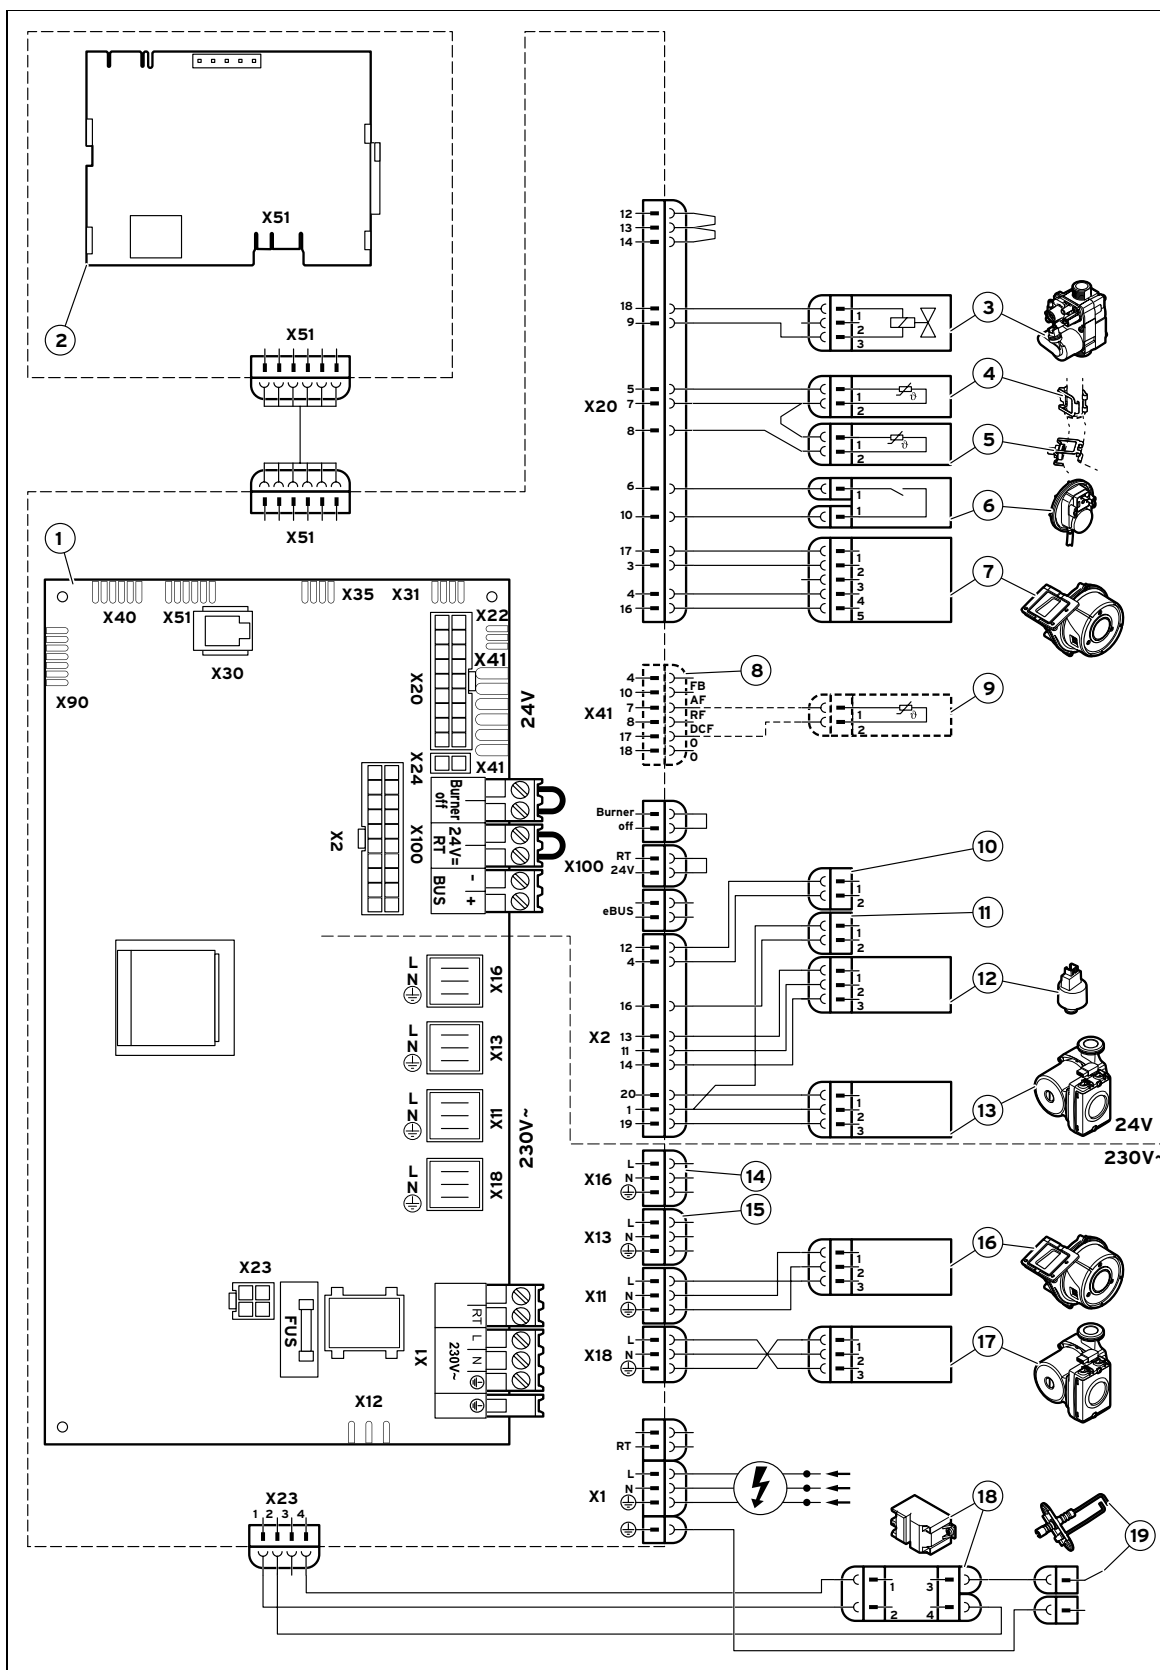 X51
2
X51
X51
1
X40
X51
X35
X31
X22
X30
X90
X20
X41
24V
X24
X41
X2
X100
Burner
off
24V=
RT
BUS
-
+
L
N
X16
L
N
X13
L
N
X11
L
N
X18
230V~
X23
FUS
X12
X1
RT
L
N
230V~
X23
1 2 3 4
12
13
14
18
9
1
2
3
3
X20
5
7
1
2
4
8
1
2
5
6
10
1
1
6
17
3
4
16
1
2
3
4
5
7
8
X41
4
10
7
8
17
18
FB
AF
RF
DCF
0
0
1
2
9
Burner
off
X100
RT
24V
eBUS
10
1
2
11
1
2
X2
12
4
16
13
11
14
20
1
19
1
2
3
12
1
2
3
13
24V
230V~
X16
L
N
14
X13
L
N
15
X11
L
N
1
2
3
16
X18
L
N
1
2
3
17
RT
X1
L
N
18
19
1
3
2
4